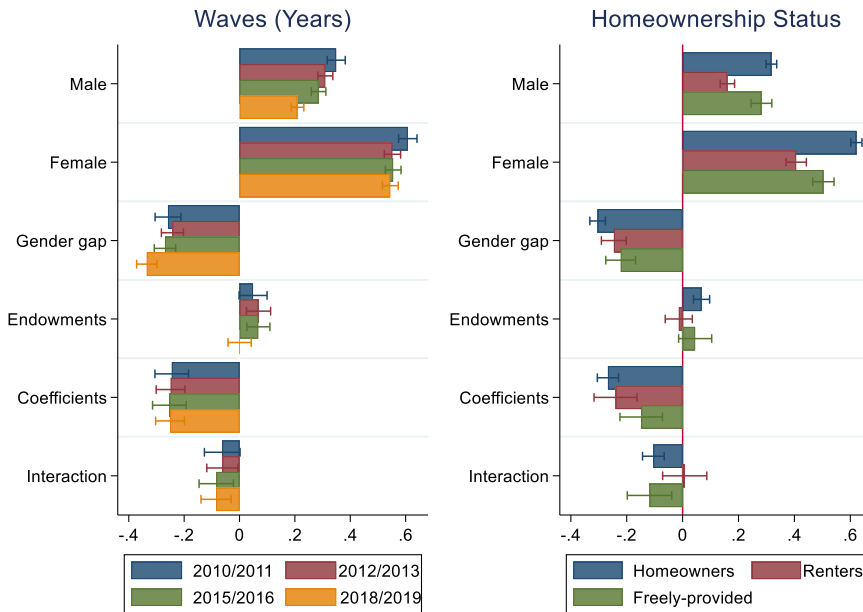 Waves (Years)
Male
Female
Gender gap
Endowments
Coefficients
Interaction
-.4 -.2 0 .2 .4 .6
2010/2011 2012/2013
2015/2016 2018/2019
Homeownership Status
Male
Female
Gender gap
Endowments
Coefficients
Interaction
-.4 -.2 0 .2 .4 .6
Homeowners Renters
Freely-provided